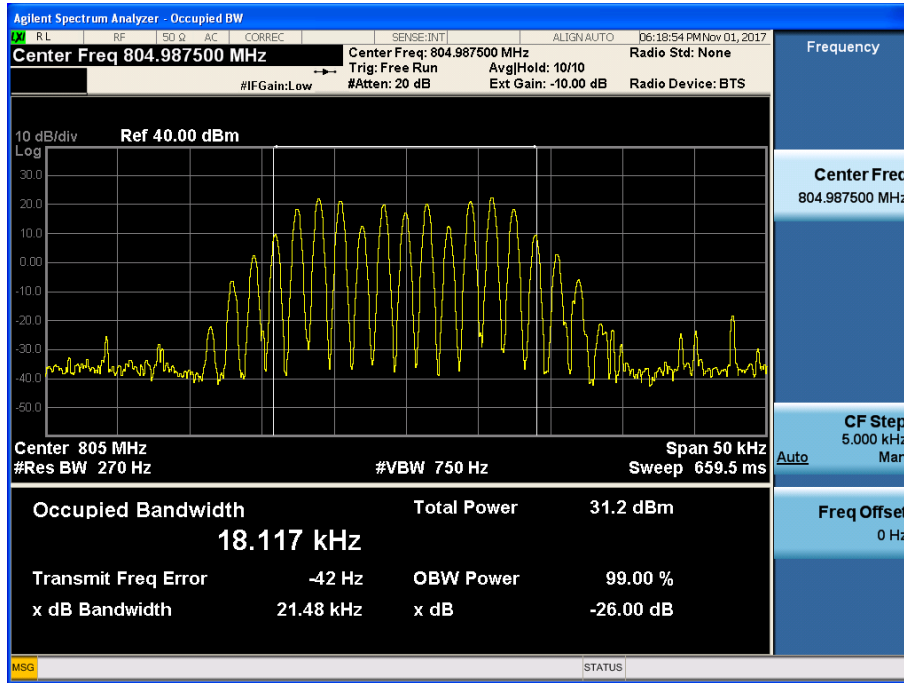 Agilent Spectrum Analyzer - Occupied BW
LXI RL RF 50 Ω AC CORREC SENSE:INT ALIGNAUTO 06:18:54 PMNov 01, 2017
Center Freq 804.987500 MHz
Center Freq: 804.987500 MHz Radio Std: None
Trig: Free Run Avg|Hold: 10/10
#IFGain:Low #Atten: 20 dB Ext Gain: -10.00 dB Radio Device: BTS
10 dB/div Ref 40.00 dBm
Log
30.0
20.0
10.0
0.00
-10.0
-20.0
-30.0
-40.0
-50.0
Center 805 MHz Span 50 kHz
#Res BW 270 Hz #VBW 750 Hz Sweep 659.5 ms
Occupied Bandwidth Total Power 31.2 dBm
18.117 kHz
Transmit Freq Error -42 Hz OBW Power 99.00 %
x dB Bandwidth 21.48 kHz x dB -26.00 dB
MSG STATUS
Frequency
Center Freq
804.987500 MHz
CF Step
5.000 kHz
Auto Man
Freq Offset
0 Hz